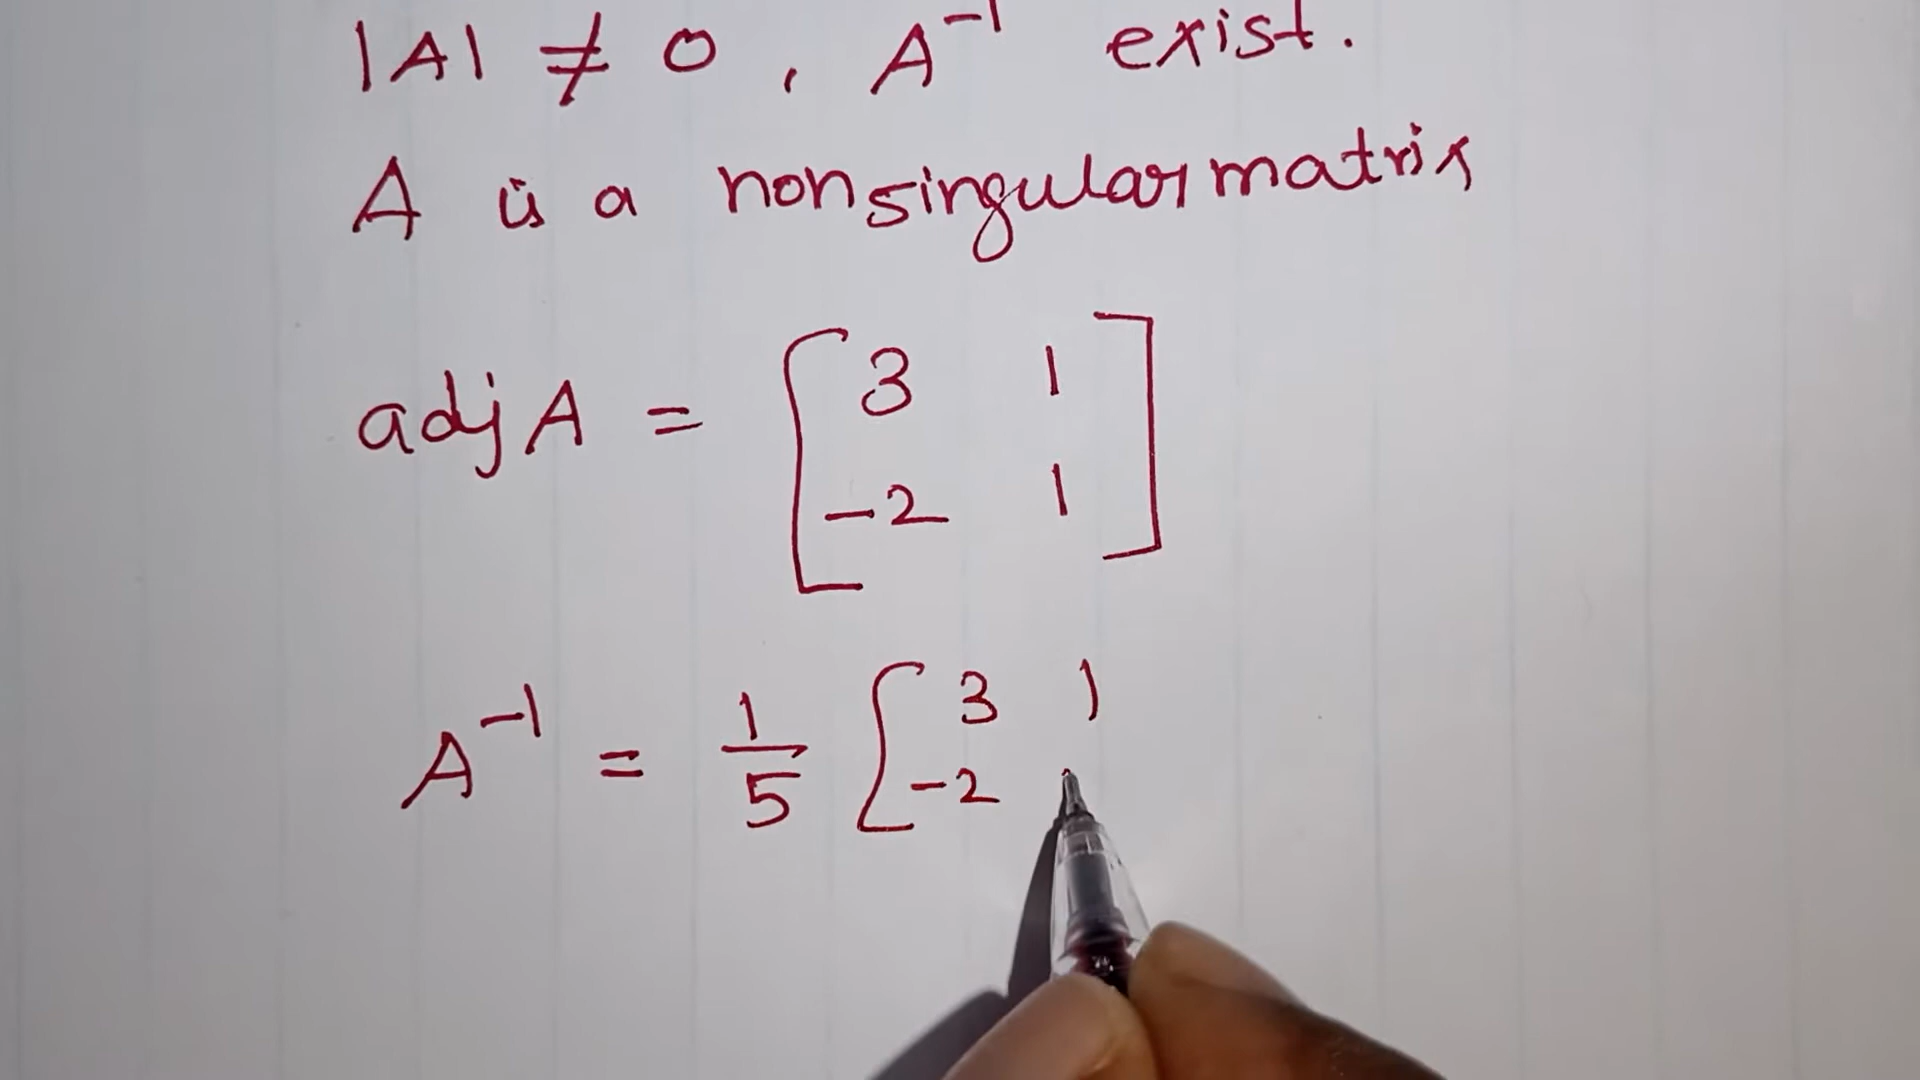 |A| ≠ 0, A⁻¹ exist.
A is a nonsingular matrix
adj A = [ 3 1
-2 1 ]
A⁻¹ = 1/5 [ 3 1
-2